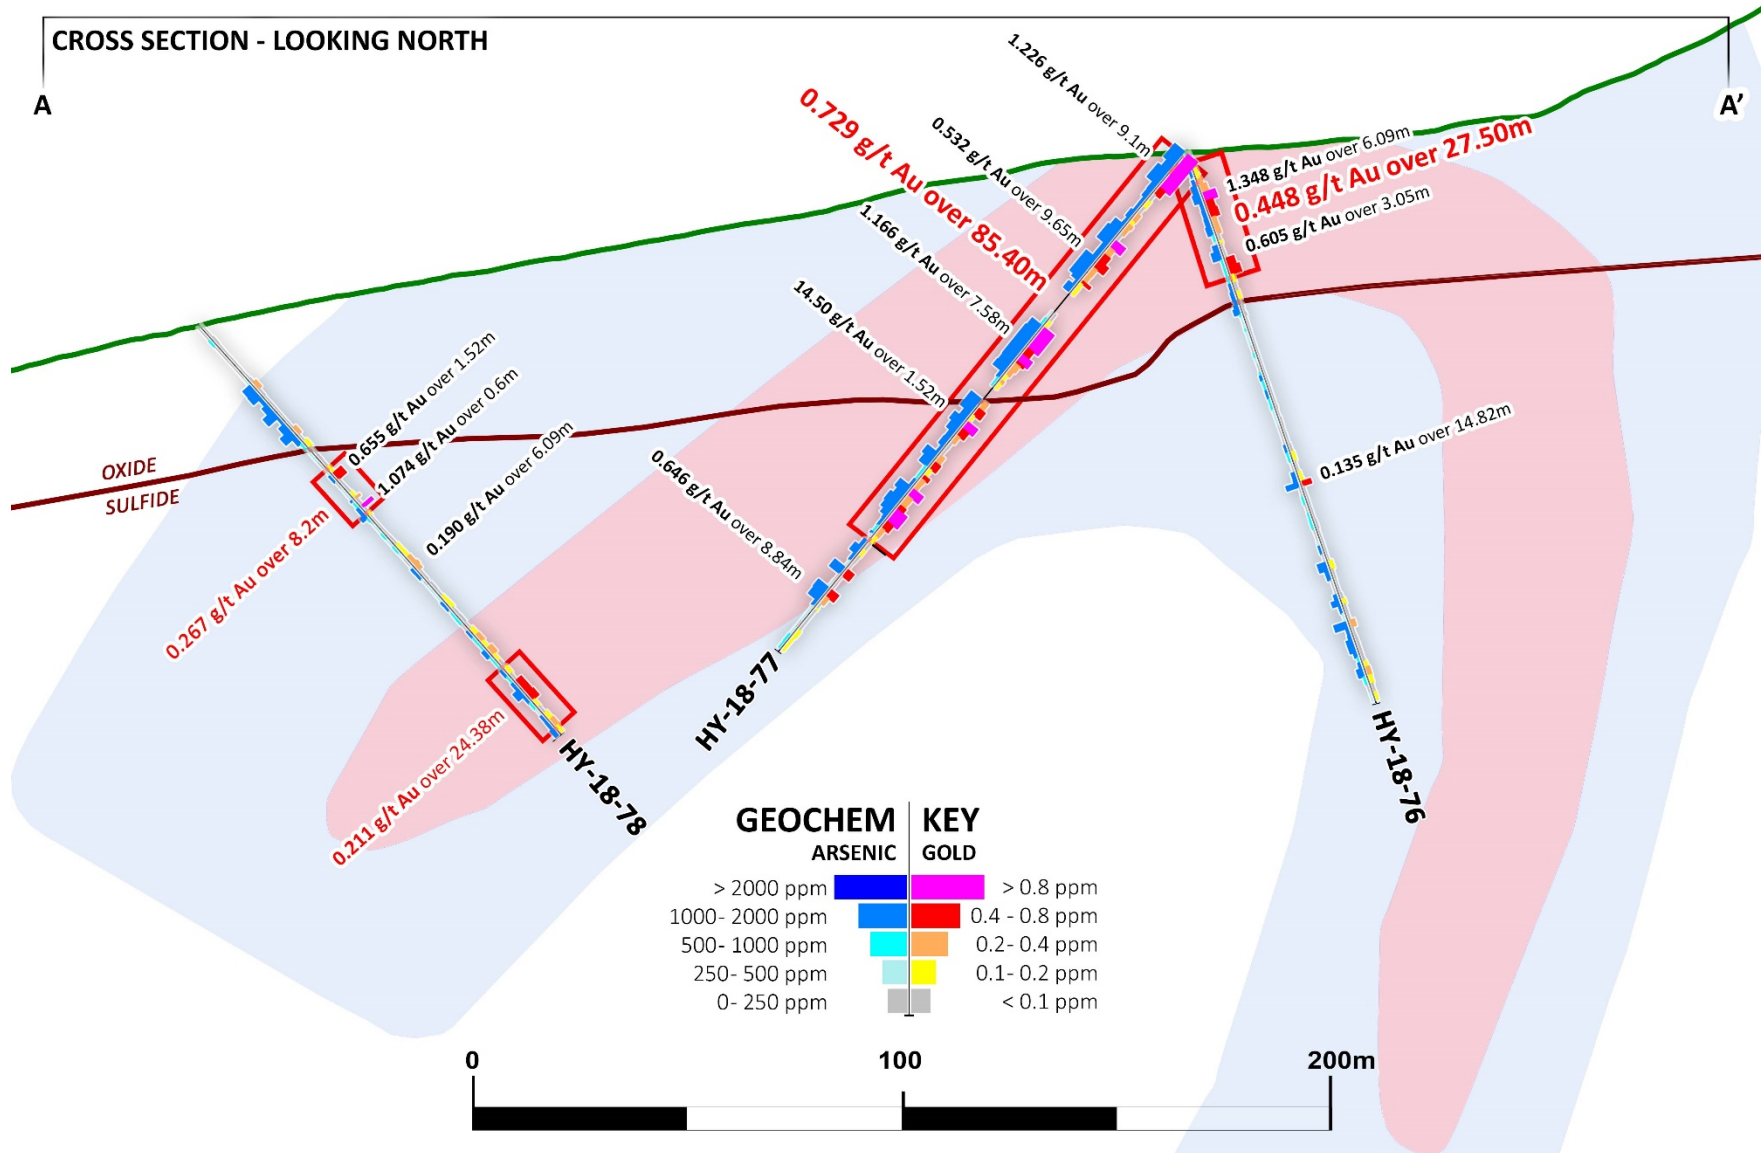 CROSS SECTION - LOOKING NORTH
A
A’
1.226 g/t Au over 9.1m
0.729 g/t Au over 85.40m
0.532 g/t Au over 9.65m
1.166 g/t Au over 7.58m
14.50 g/t Au over 1.52m
0.646 g/t Au over 8.84m
1.348 g/t Au over 6.09m
0.448 g/t Au over 27.50m
0.605 g/t Au over 3.05m
0.135 g/t Au over 14.82m
0.655 g/t Au over 1.52m
1.074 g/t Au over 0.6m
0.190 g/t Au over 6.09m
OXIDE
SULFIDE
0.267 g/t Au over 8.2m
0.211 g/t Au over 24.38m
HY-18-78
HY-18-77
HY-18-76
GEOCHEM KEY
ARSENIC GOLD
> 2000 ppm > 0.8 ppm
1000- 2000 ppm 0.4 - 0.8 ppm
500- 1000 ppm 0.2- 0.4 ppm
250- 500 ppm 0.1- 0.2 ppm
0- 250 ppm < 0.1 ppm
0 100 200m